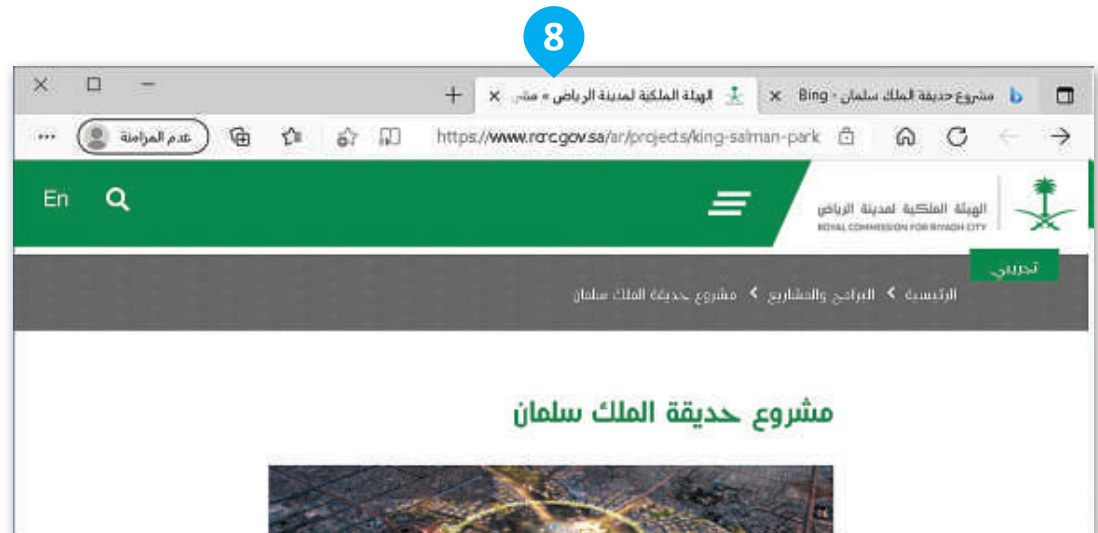 8
مشروع حديقة الملك سلمان - Bing
الهيئة الملكية لمدينة الرياض » مشر
https://www.rcrc.gov.sa/ar/projects/king-salman-park
عدم المزامنة
الهيئة الملكية لمدينة الرياض
ROYAL COMMISSION FOR RIYADH CITY
En
تجريبي
الرئيسية > البرامج والمشاريع > مشروع حديقة الملك سلمان
مشروع حديقة الملك سلمان